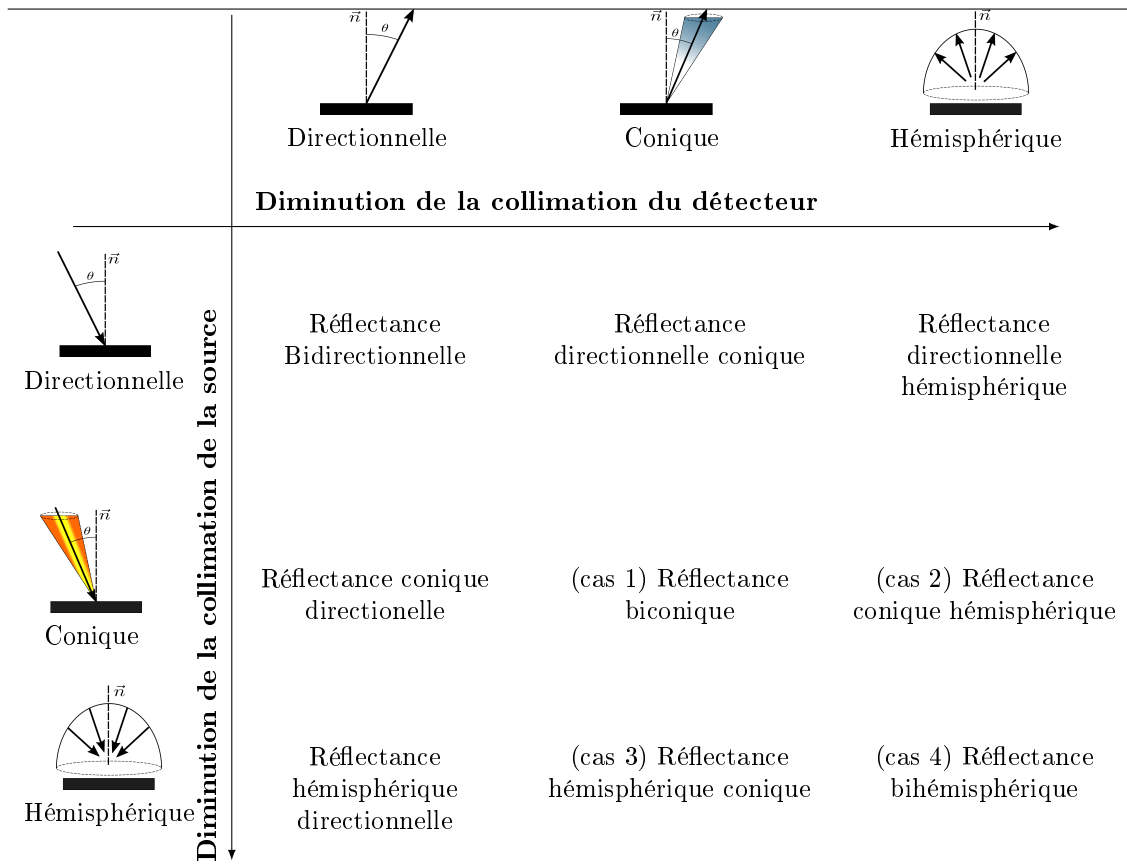 n⃗
θ
n⃗
θ
n⃗
Directionnelle
Conique
Hémisphérique
Diminution de la collimation du détecteur
n⃗
θ
Directionnelle
Diminution de la collimation de la source
Réflectance
Bidirectionnelle
Réflectance
directionnelle conique
Réflectance
directionnelle
hémisphérique
n⃗
θ
Conique
Réflectance conique
directionelle
(cas 1) Réflectance
biconique
(cas 2) Réflectance
conique hémisphérique
n⃗
Hémisphérique
Réflectance
hémisphérique
directionnelle
(cas 3) Réflectance
hémisphérique conique
(cas 4) Réflectance
bihémisphérique